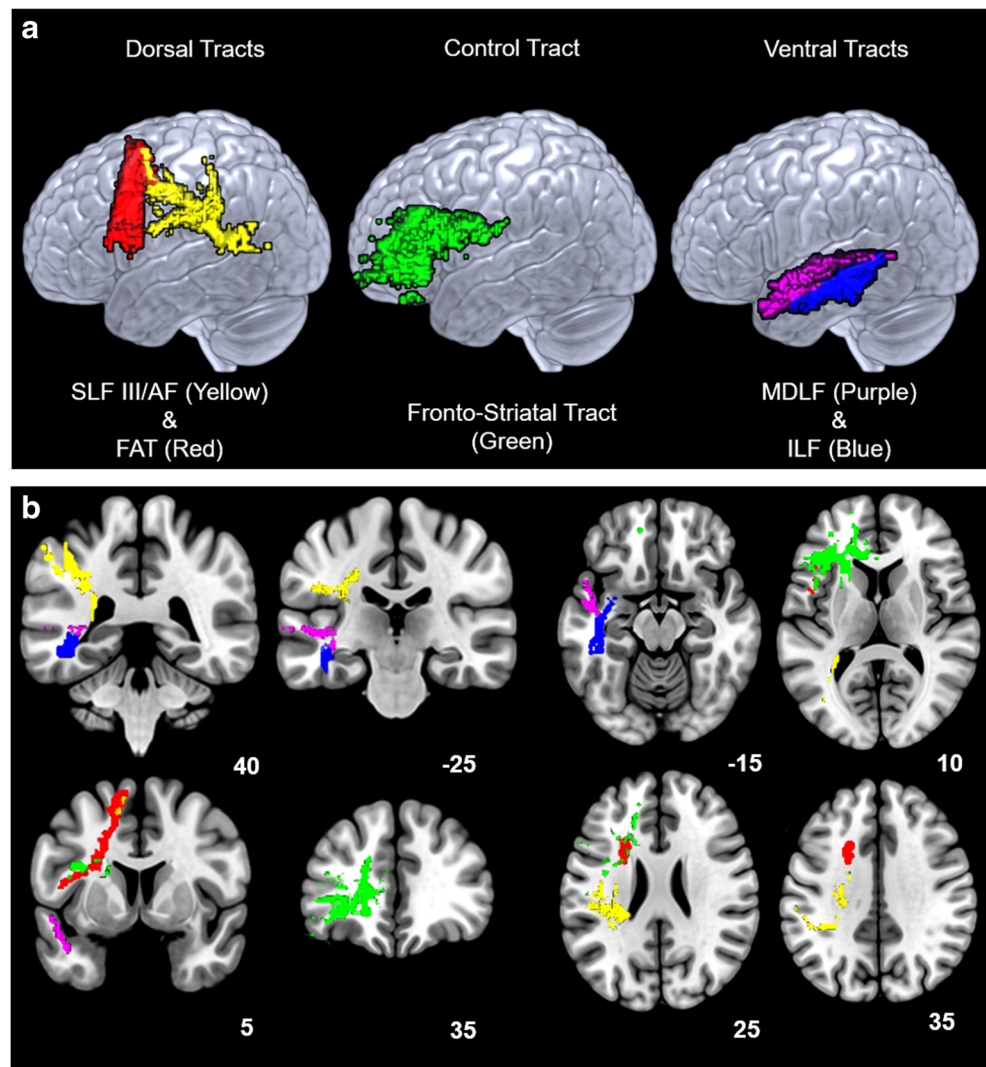 a
Dorsal Tracts
Control Tract
Ventral Tracts
SLF III/AF (Yellow)
&
FAT (Red)
Fronto-Striatal Tract
(Green)
MDLF (Purple)
&
ILF (Blue)
b
40
-25
-15
10
5
35
25
35